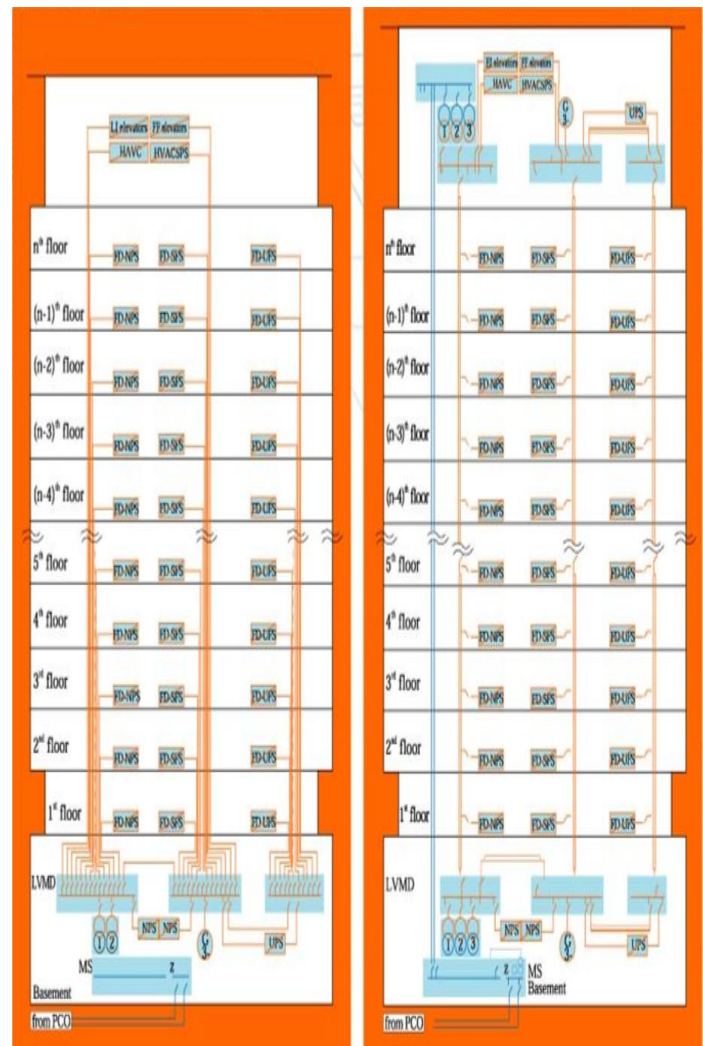 LI elevators FF elevators
HAVC HVACSPS
nth floor
FD-NPS FD-SPS FD-UPS
(n-1)th floor
FD-NPS FD-SPS FD-UPS
(n-2)th floor
FD-NPS FD-SPS FD-UPS
(n-3)th floor
FD-NPS FD-SPS FD-UPS
(n-4)th floor
FD-NPS FD-SPS FD-UPS
5th floor
FD-NPS FD-SPS FD-UPS
4th floor
FD-NPS FD-SPS FD-UPS
3rd floor
FD-NPS FD-SPS FD-UPS
2nd floor
FD-NPS FD-SPS FD-UPS
1st floor
FD-NPS FD-SPS FD-UPS
LVMD
1 2
NPS NPS
G
UPS
MS
Z
Basement
from PCO
elevators FF elevators
HAVC HVACSPS
1 2 3
G
UPS
nth floor
FD-NPS FD-SPS FD-UPS
(n-1)th floor
FD-NPS FD-SPS FD-UPS
(n-2)th floor
FD-NPS FD-SPS FD-UPS
(n-3)th floor
FD-NPS FD-SPS FD-UPS
(n-4)th floor
FD-NPS FD-SPS FD-UPS
5th floor
FD-NPS FD-SPS FD-UPS
4th floor
FD-NPS FD-SPS FD-UPS
3rd floor
FD-NPS FD-SPS FD-UPS
2nd floor
FD-NPS FD-SPS FD-UPS
1st floor
FD-NPS FD-SPS FD-UPS
LVMD
1 2 3
NPS NPS
G
UPS
Z
MS
Basement
from PCO